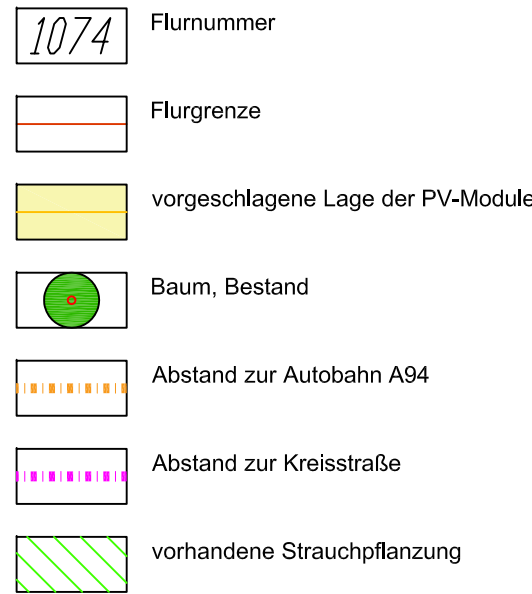 1074 Flurnummer
Flurgrenze
vorgeschlagene Lage der PV-Module
Baum, Bestand
Abstand zur Autobahn A94
Abstand zur Kreisstraße
vorhandene Strauchpflanzung